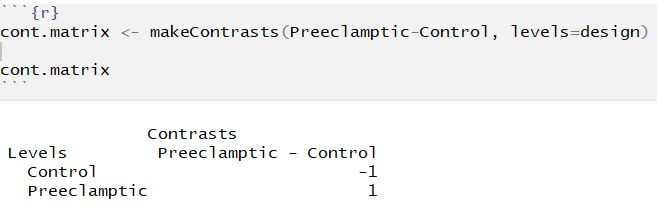 ```{r}
cont.matrix <- makeContrasts(Preeclamptic-Control, levels=design)
cont.matrix
```
Contrasts
Levels Preeclamptic - Control
Control -1
Preeclamptic 1